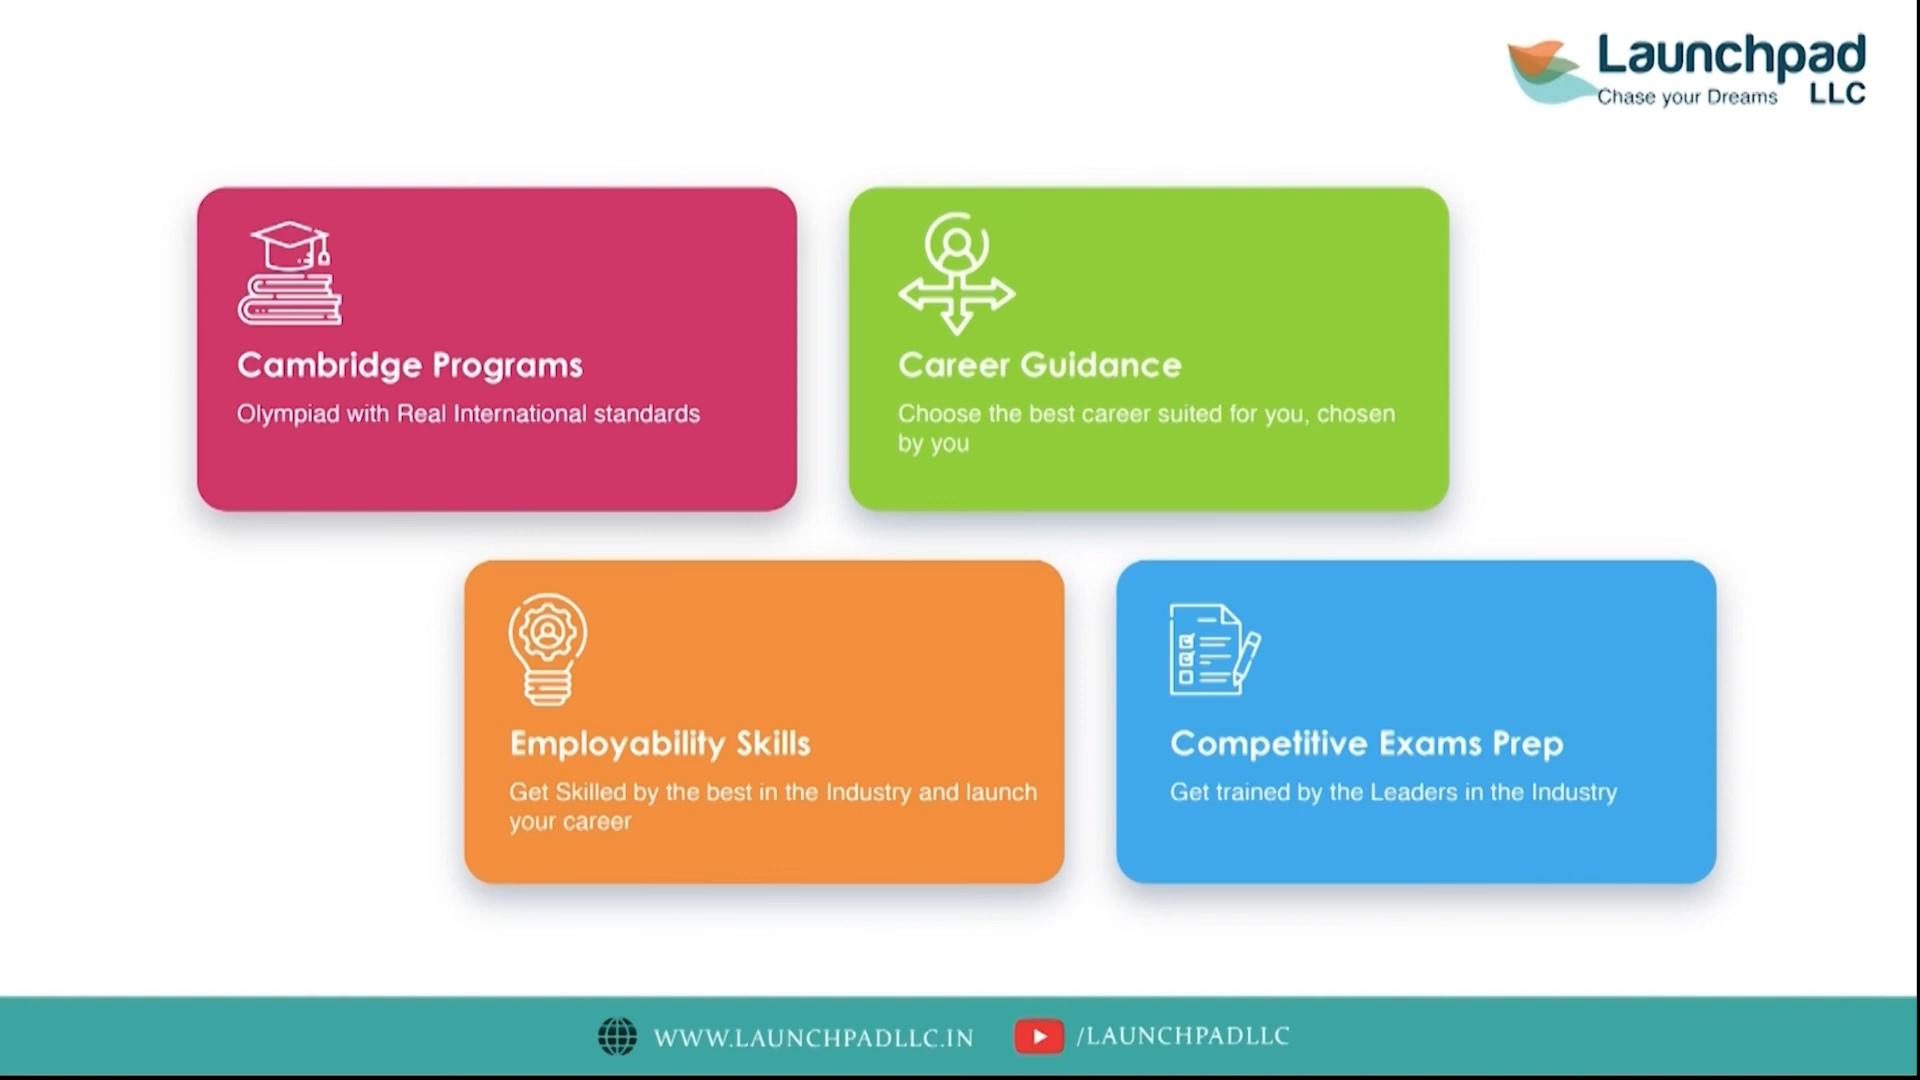 Launchpad
Chase your Dreams LLC
Cambridge Programs
Olympiad with Real International standards
Career Guidance
Choose the best career suited for you, chosen
by you
Employability Skills
Get Skilled by the best in the Industry and launch
your career
Competitive Exams Prep
Get trained by the Leaders in the Industry
WWW.LAUNCHPADLLC.IN /LAUNCHPADLLC